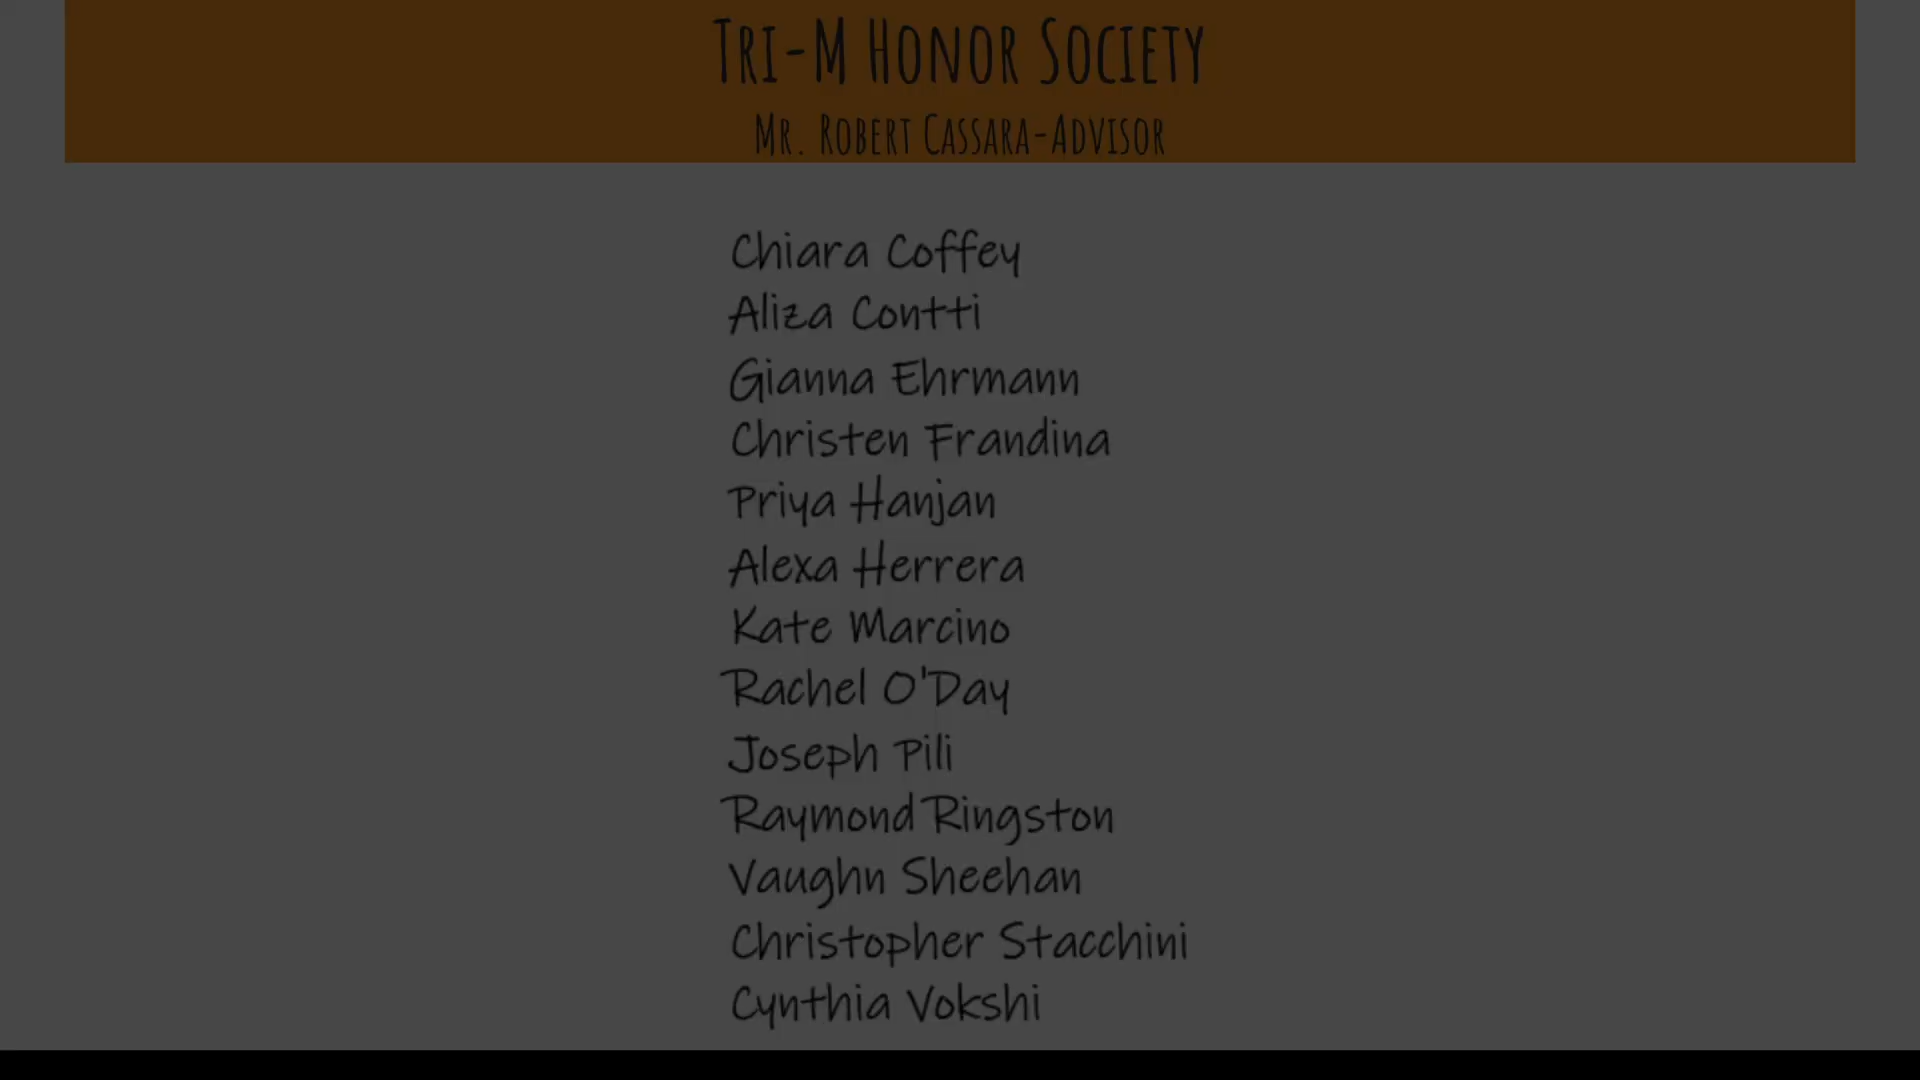 Tri-M Honor Society
Mr. Robert Cassara-Advisor
Chiara Coffey
Aliza Contti
Gianna Ehrmann
Christen Frandina
Priya Hanjan
Alexa Herrera
Kate Marcino
Rachel O'Day
Joseph Pili
Raymond Ringston
Vaughn Sheehan
Christopher Stacchini
Cynthia Vokshi